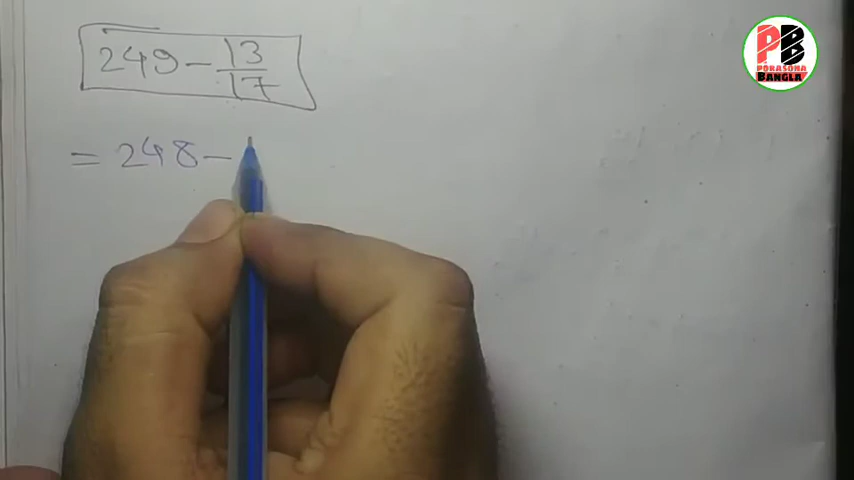 249 - 13/17
= 248 -
PB
PORASONA
BANGLA